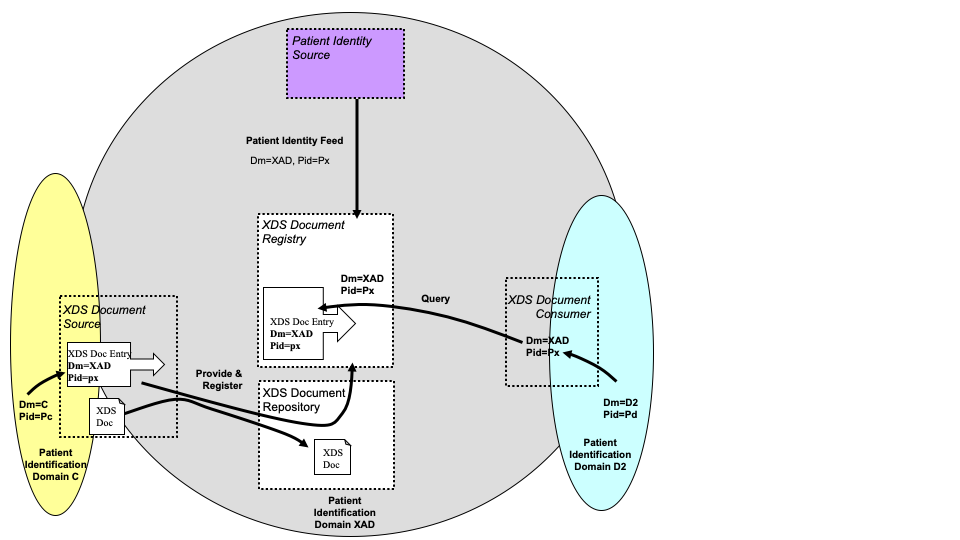 Patient Identity
Source
Patient Identity Feed
Dm=XAD, Pid=Px
XDS Document
Registry
Dm=XAD
Pid=Px
XDS Doc Entry
Dm=XAD
Pid=px
Query
XDS Document
Consumer
Dm=XAD
Pid=Px
Dm=D2
Pid=Pd
Patient
Identification
Domain D2
XDS Document
Source
XDS Doc Entry
Dm=XAD
Pid=px
Dm=C
Pid=Pc
XDS
Doc
Patient
Identification
Domain C
Provide &
Register
XDS Document
Repository
XDS
Doc
Patient
Identification
Domain XAD